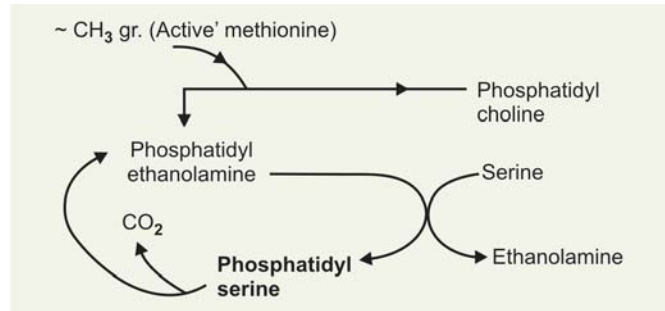 ~ CH3 gr. (Active' methionine)
Phosphatidyl
choline
Phosphatidyl
ethanolamine
Serine
CO2
Ethanolamine
Phosphatidyl
serine